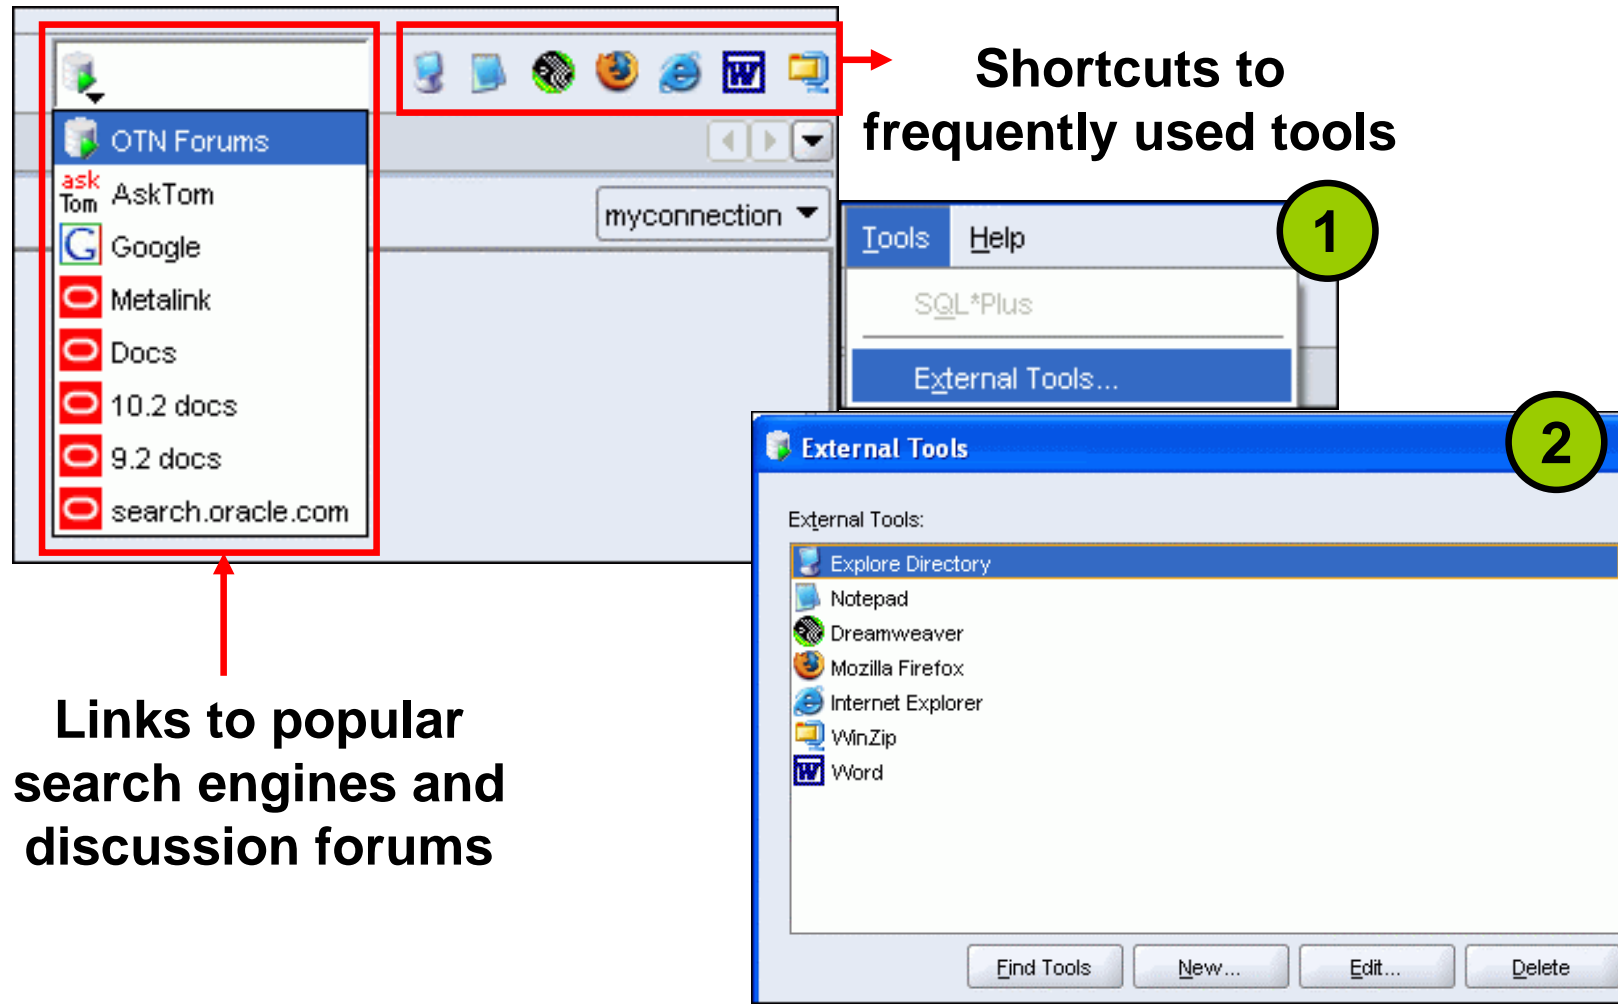 Shortcuts to
frequently used tools
OTN Forums
ask
Tom
AskTom
G
Google
Metalink
Docs
10.2 docs
9.2 docs
search.oracle.com
W
myconnection
1
Tools Help
SQL*Plus
External Tools...
2
External Tools
External Tools:
Explore Directory
Notepad
Dreamweaver
Mozilla Firefox
Internet Explorer
WinZip
W Word
Find Tools New... Edit... Delete
Links to popular
search engines and
discussion forums